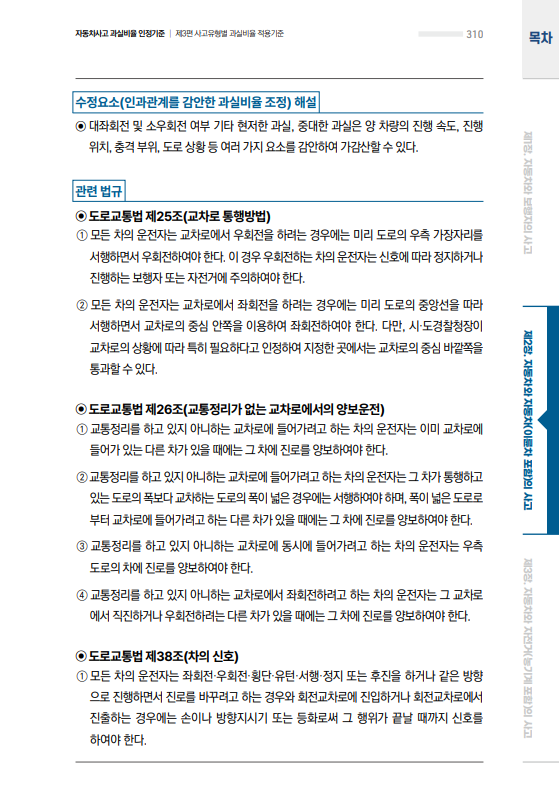 자동차사고 과실비율 인정기준 | 제3편 사고유형별 과실비율 적용기준
310
목차
수정요소(인과관계를 감안한 과실비율 조정) 해설
◉ 대좌회전 및 소우회전 여부 기타 현저한 과실, 중대한 과실은 양 차량의 진행 속도, 진행
위치, 충격 부위, 도로 상황 등 여러 가지 요소를 감안하여 가감산할 수 있다.
관련 법규
◉ 도로교통법 제25조(교차로 통행방법)
① 모든 차의 운전자는 교차로에서 우회전을 하려는 경우에는 미리 도로의 우측 가장자리를
서행하면서 우회전하여야 한다. 이 경우 우회전하는 차의 운전자는 신호에 따라 정지하거나
진행하는 보행자 또는 자전거에 주의하여야 한다.
② 모든 차의 운전자는 교차로에서 좌회전을 하려는 경우에는 미리 도로의 중앙선을 따라
서행하면서 교차로의 중심 안쪽을 이용하여 좌회전하여야 한다. 다만, 시·도경찰청장이
교차로의 상황에 따라 특히 필요하다고 인정하여 지정한 곳에서는 교차로의 중심 바깥쪽을
통과할 수 있다.
◉ 도로교통법 제26조(교통정리가 없는 교차로에서의 양보운전)
① 교통정리를 하고 있지 아니하는 교차로에 들어가려고 하는 차의 운전자는 이미 교차로에
들어가 있는 다른 차가 있을 때에는 그 차에 진로를 양보하여야 한다.
② 교통정리를 하고 있지 아니하는 교차로에 들어가려고 하는 차의 운전자는 그 차가 통행하고
있는 도로의 폭보다 교차하는 도로의 폭이 넓은 경우에는 서행하여야 하며, 폭이 넓은 도로로
부터 교차로에 들어가려고 하는 다른 차가 있을 때에는 그 차에 진로를 양보하여야 한다.
③ 교통정리를 하고 있지 아니하는 교차로에 동시에 들어가려고 하는 차의 운전자는 우측
도로의 차에 진로를 양보하여야 한다.
④ 교통정리를 하고 있지 아니하는 교차로에서 좌회전하려고 하는 차의 운전자는 그 교차로
에서 직진하거나 우회전하려는 다른 차가 있을 때에는 그 차에 진로를 양보하여야 한다.
◉ 도로교통법 제38조(차의 신호)
① 모든 차의 운전자는 좌회전·우회전·횡단·유턴·서행·정지 또는 후진을 하거나 같은 방향
으로 진행하면서 진로를 바꾸려고 하는 경우와 회전교차로에 진입하거나 회전교차로에서
진출하는 경우에는 손이나 방향지시기 또는 등화로써 그 행위가 끝날 때까지 신호를
하여야 한다.
제1장. 자동차와 보행자의 사고
제2장. 자동차와 자동차(이륜차 포함)의 사고
제3장. 자동차와 자전거(농기계 포함)의 사고